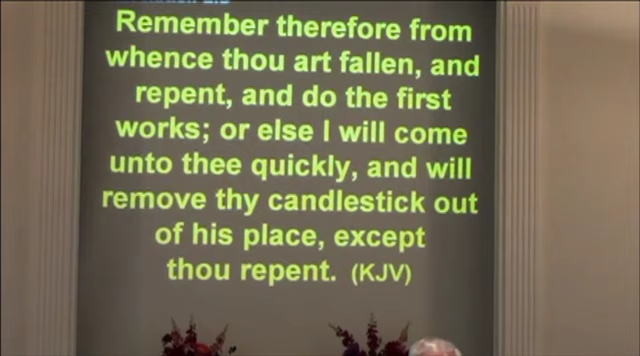 Remember therefore from
whence thou art fallen, and
repent, and do the first
works; or else I will come
unto thee quickly, and will
remove thy candlestick out
of his place, except
thou repent. (KJV)